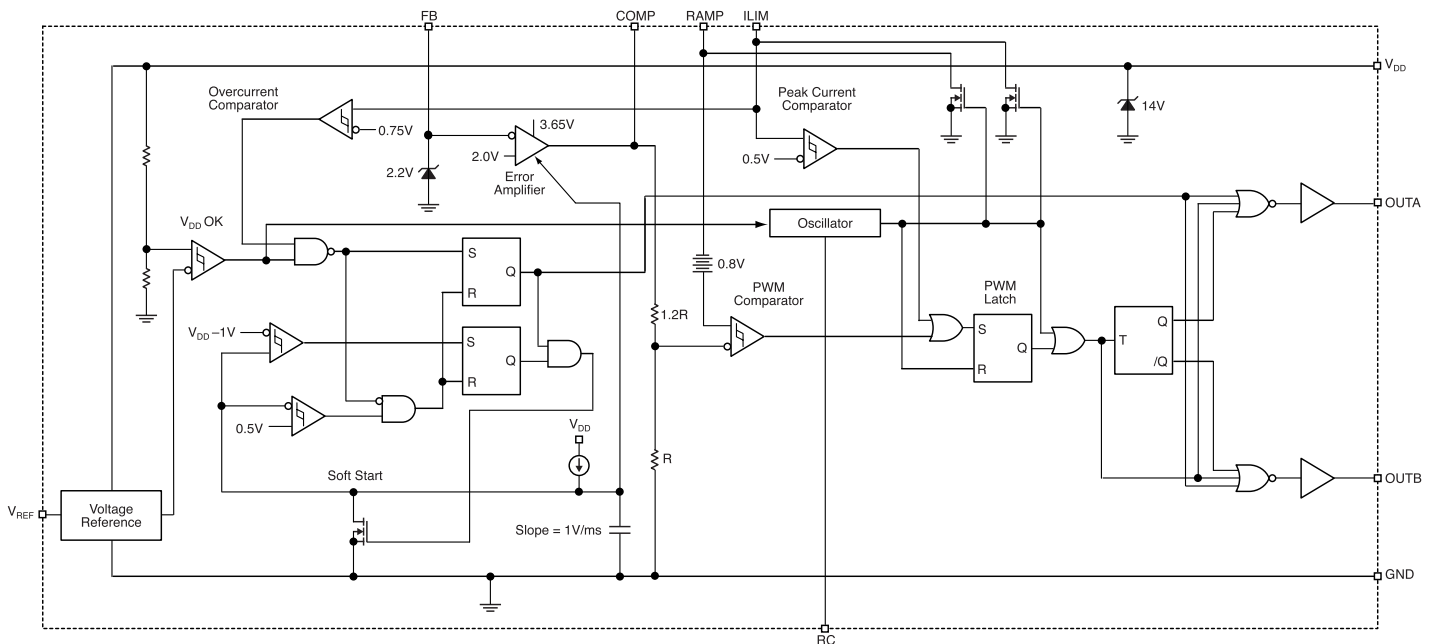 FB
COMP
RAMP
ILIM
VDD
Overcurrent
Comparator
Peak Current
Comparator
14V
0.75V
3.65V
2.0V
0.5V
2.2V
Error
Amplifier
OUTA
VDD OK
Oscillator
S
Q
R
0.8V
PWM
Comparator
PWM
Latch
1.2R
VDD –1V
S
Q
R
S
Q
R
T
Q
/Q
0.5V
VDD
R
Soft Start
OUTB
VREF
Voltage
Reference
Slope = 1V/ms
GND
RC